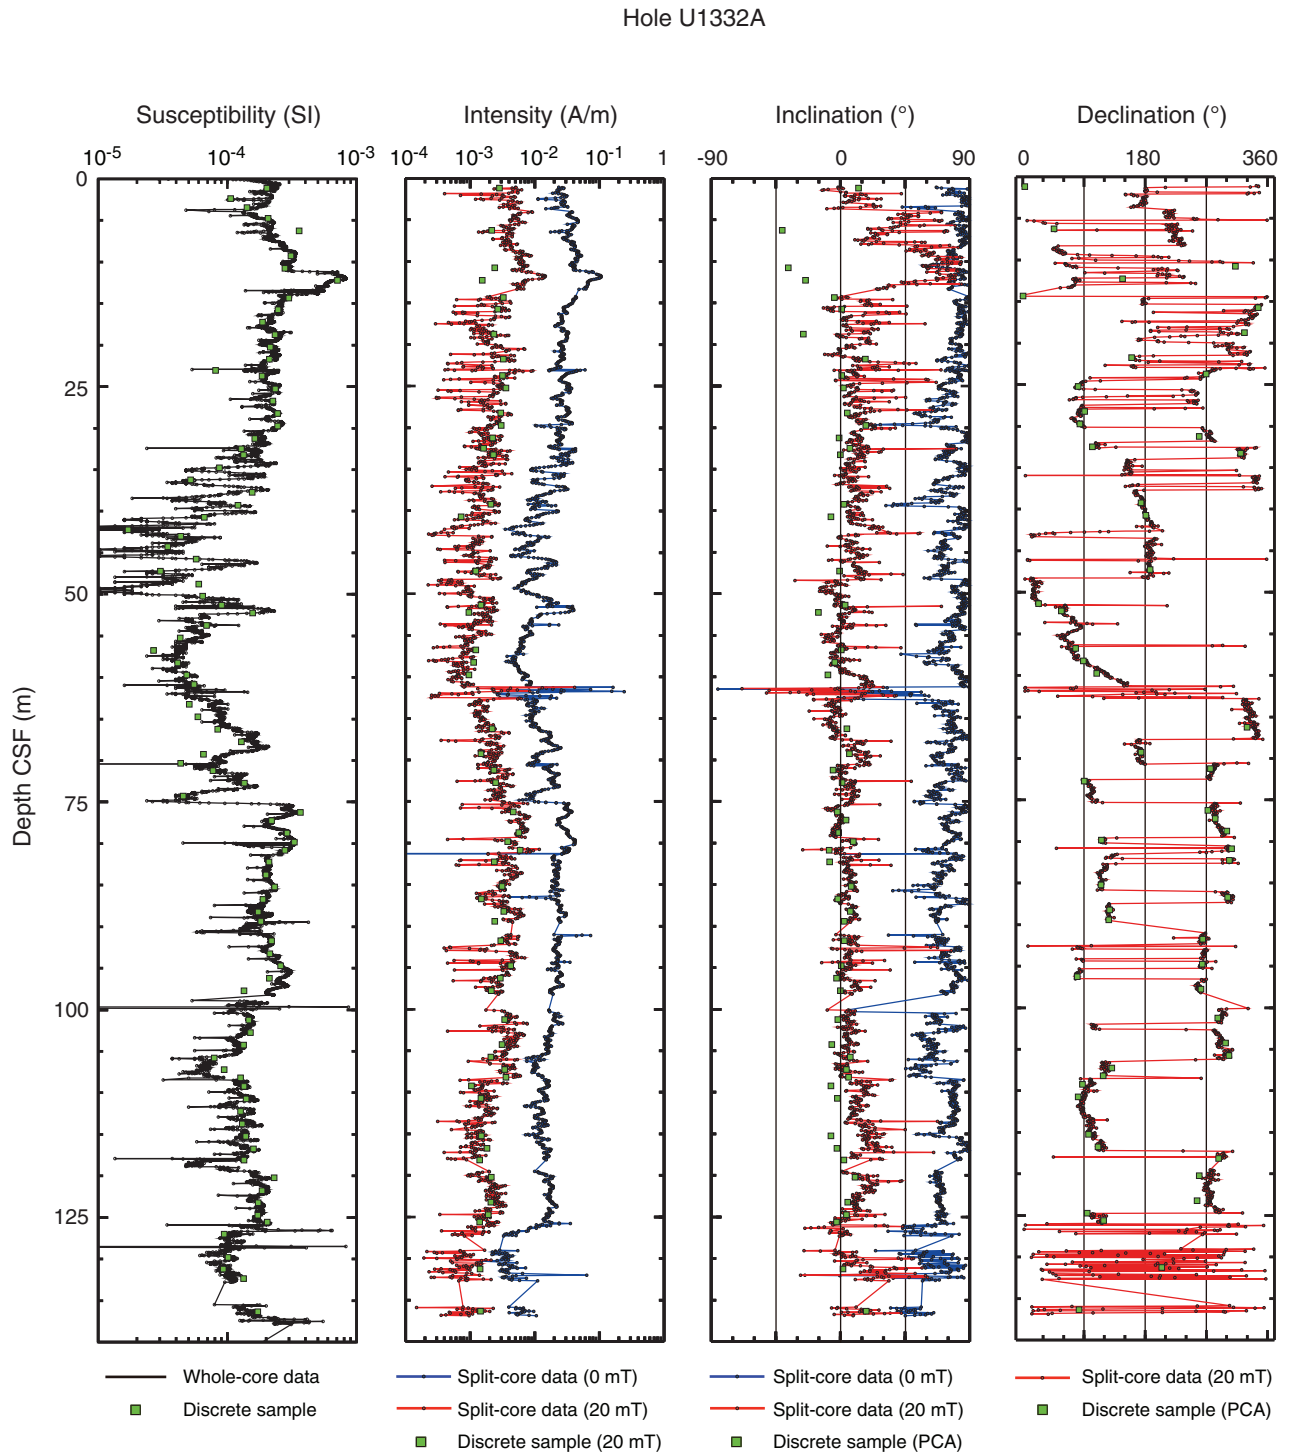 Hole U1332A
Susceptibility (SI) Intensity (A/m) Inclination (°) Declination (°)
10-5 10-4 10-3 10-4 10-3 10-2 10-1 1 -90 0 90 0 180 360
0
25
50
75
100
125
Depth CSF (m)
Whole-core data
Discrete sample
Split-core data (0 mT)
Split-core data (20 mT)
Discrete sample (20 mT)
Split-core data (0 mT)
Split-core data (20 mT)
Discrete sample (PCA)
Split-core data (20 mT)
Discrete sample (PCA)